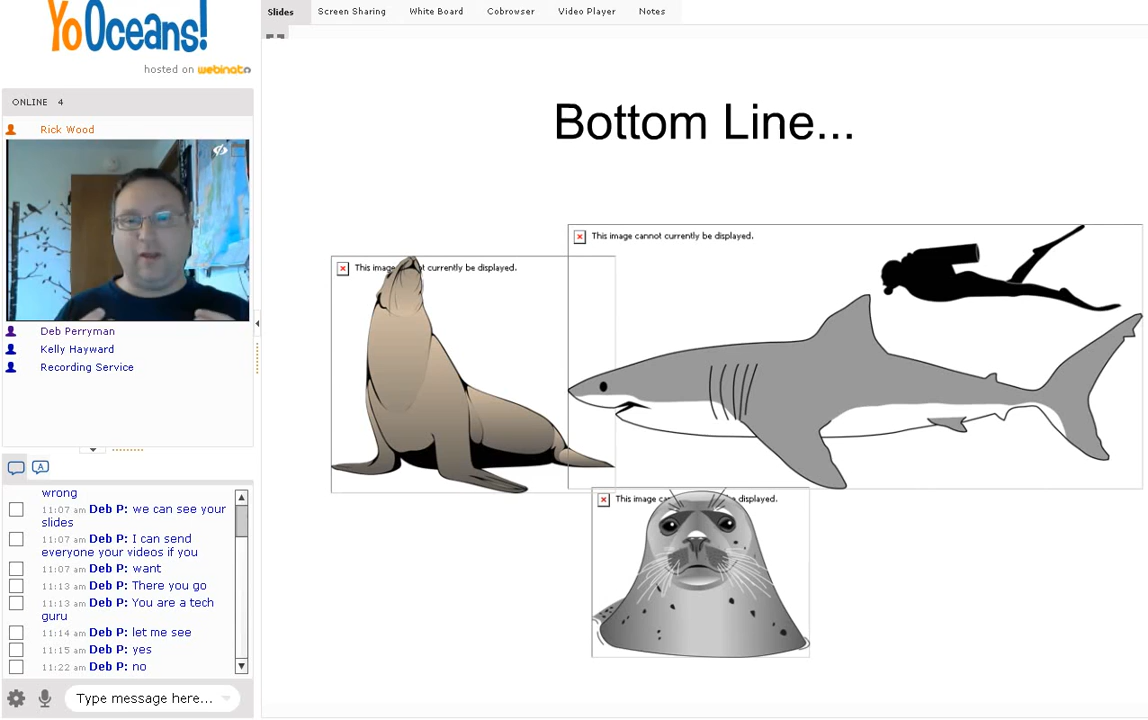 YoOceans!
hosted on webinato
ONLINE 4
Rick Wood
Deb Perryman
Kelly Hayward
Recording Service
A
wrong
11:07 am Deb P: we can see your
slides
11:07 am Deb P: I can send
everyone your videos if you
11:07 am Deb P: want
11:13 am Deb P: There you go
11:13 am Deb P: You are a tech
guru
11:14 am Deb P: let me see
11:15 am Deb P: yes
11:22 am Deb P: no
Type message here...
Slides Screen Sharing White Board Cobrowser Video Player Notes
Bottom Line...
This image cannot currently be displayed.
This image currently be displayed.
This image displayed.